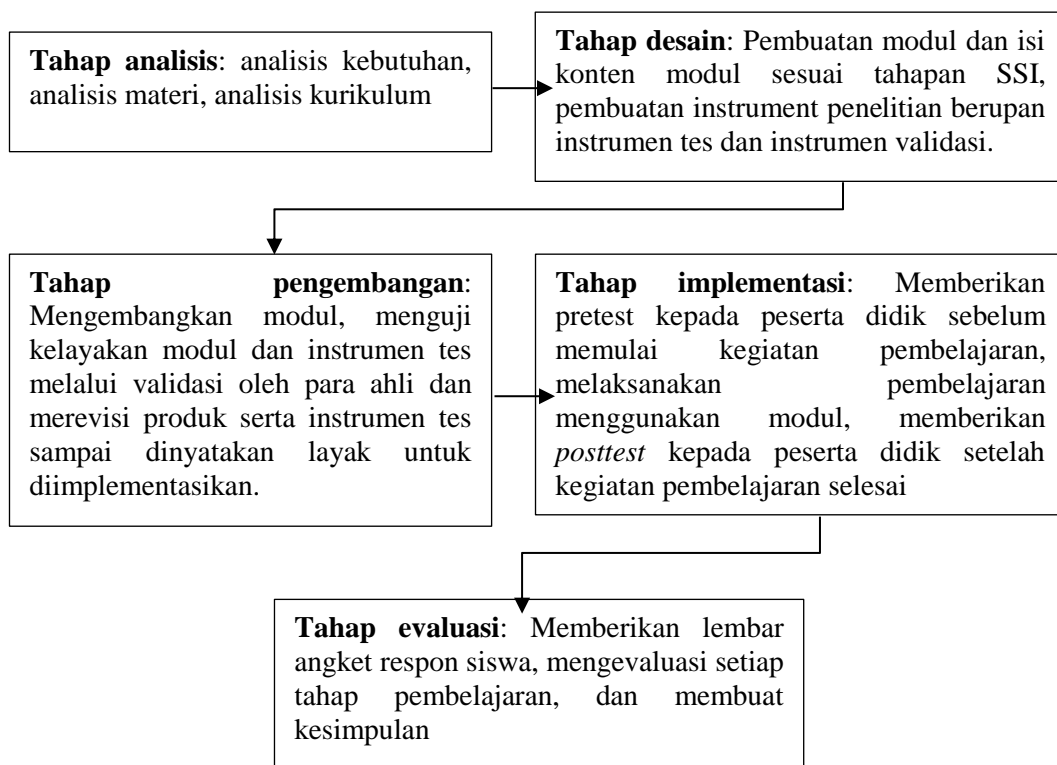 Tahap analisis: analisis kebutuhan,
analisis materi, analisis kurikulum
Tahap desain: Pembuatan modul dan isi
konten modul sesuai tahapan SSI,
pembuatan instrument penelitian berupan
instrumen tes dan instrumen validasi.
Tahap pengembangan:
Mengembangkan modul, menguji
kelayakan modul dan instrumen tes
melalui validasi oleh para ahli dan
merevisi produk serta instrumen tes
sampai dinyatakan layak untuk
diimplementasikan.
Tahap implementasi: Memberikan
pretest kepada peserta didik sebelum
memulai kegiatan pembelajaran,
melaksanakan pembelajaran
menggunakan modul, memberikan
posttest kepada peserta didik setelah
kegiatan pembelajaran selesai
Tahap evaluasi: Memberikan lembar
angket respon siswa, mengevaluasi setiap
tahap pembelajaran, dan membuat
kesimpulan